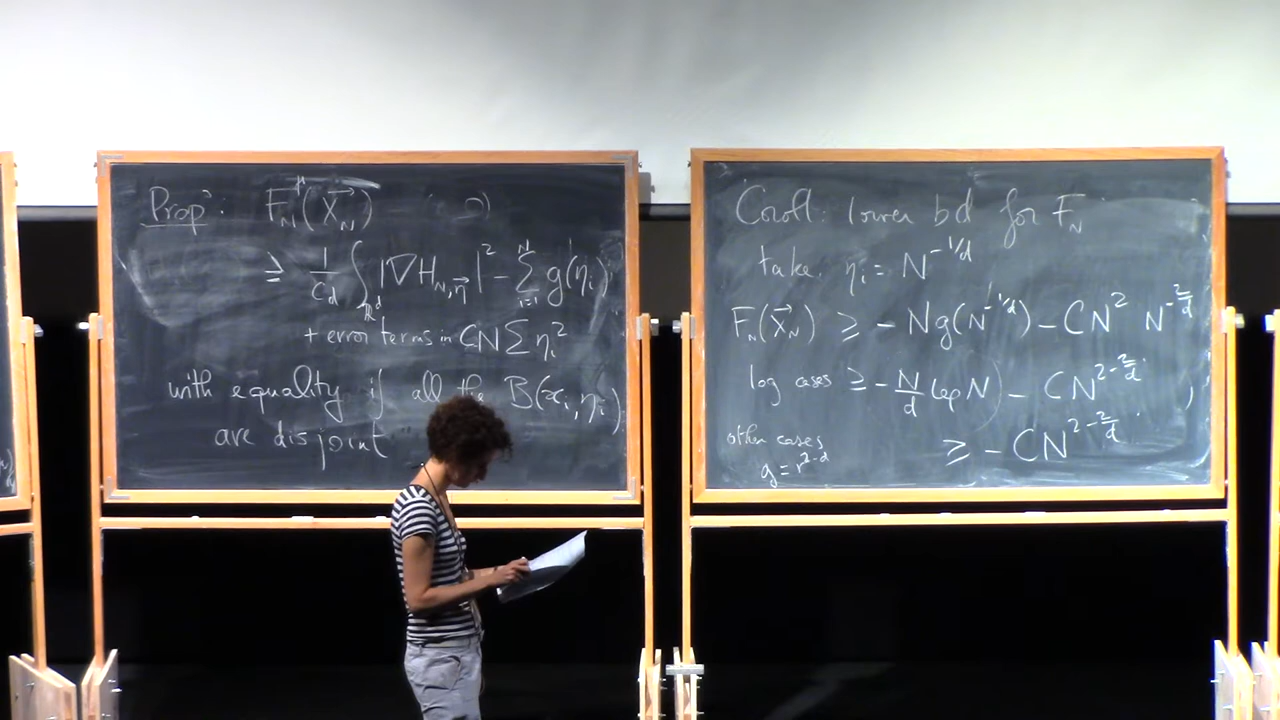 Prop: F_N^μ(X⃗_N)
≥ 1/c_d ∫_{ℝ^d} |∇H_{N,η⃗}|² - Σ_{i=1}^N g(η_i)
+ error terms in CN Σ η_i²
with equality if all the B(x_i, η_i)
are disjoint
Coroll: lower bd for F_N
take η_i = N^{-1/d}
F_N(X⃗_N) ≥ - N g(N^{-1/d}) - CN² N^{-2/d}
log cases ≥ - N/d log N) - CN^{2-2/d}
other cases ≥ - CN^{2-2/d}
g = r^{2-d}